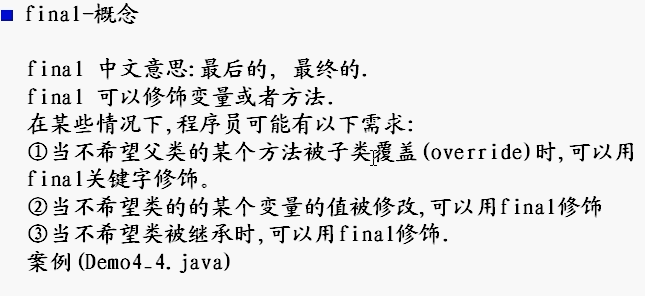 final-概念
final 中文意思:最后的, 最终的.
final 可以修饰变量或者方法.
在某些情况下,程序员可能有以下需求:
①当不希望父类的某个方法被子类覆盖(override)时,可以用
final关键字修饰。
②当不希望类的的某个变量的值被修改,可以用final修饰
③当不希望类被继承时,可以用final修饰.
案例(Demo4_4.java)